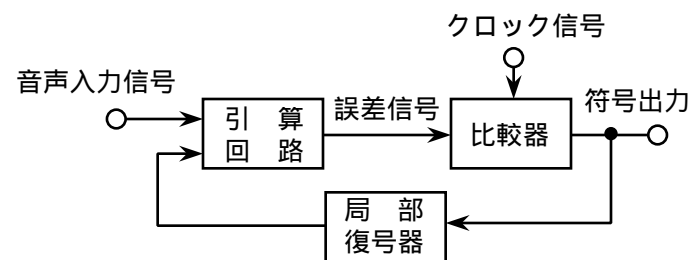 クロック信号
音声入力信号
符号出力
誤差信号
引 算
回 路
比較器
局 部
復号器